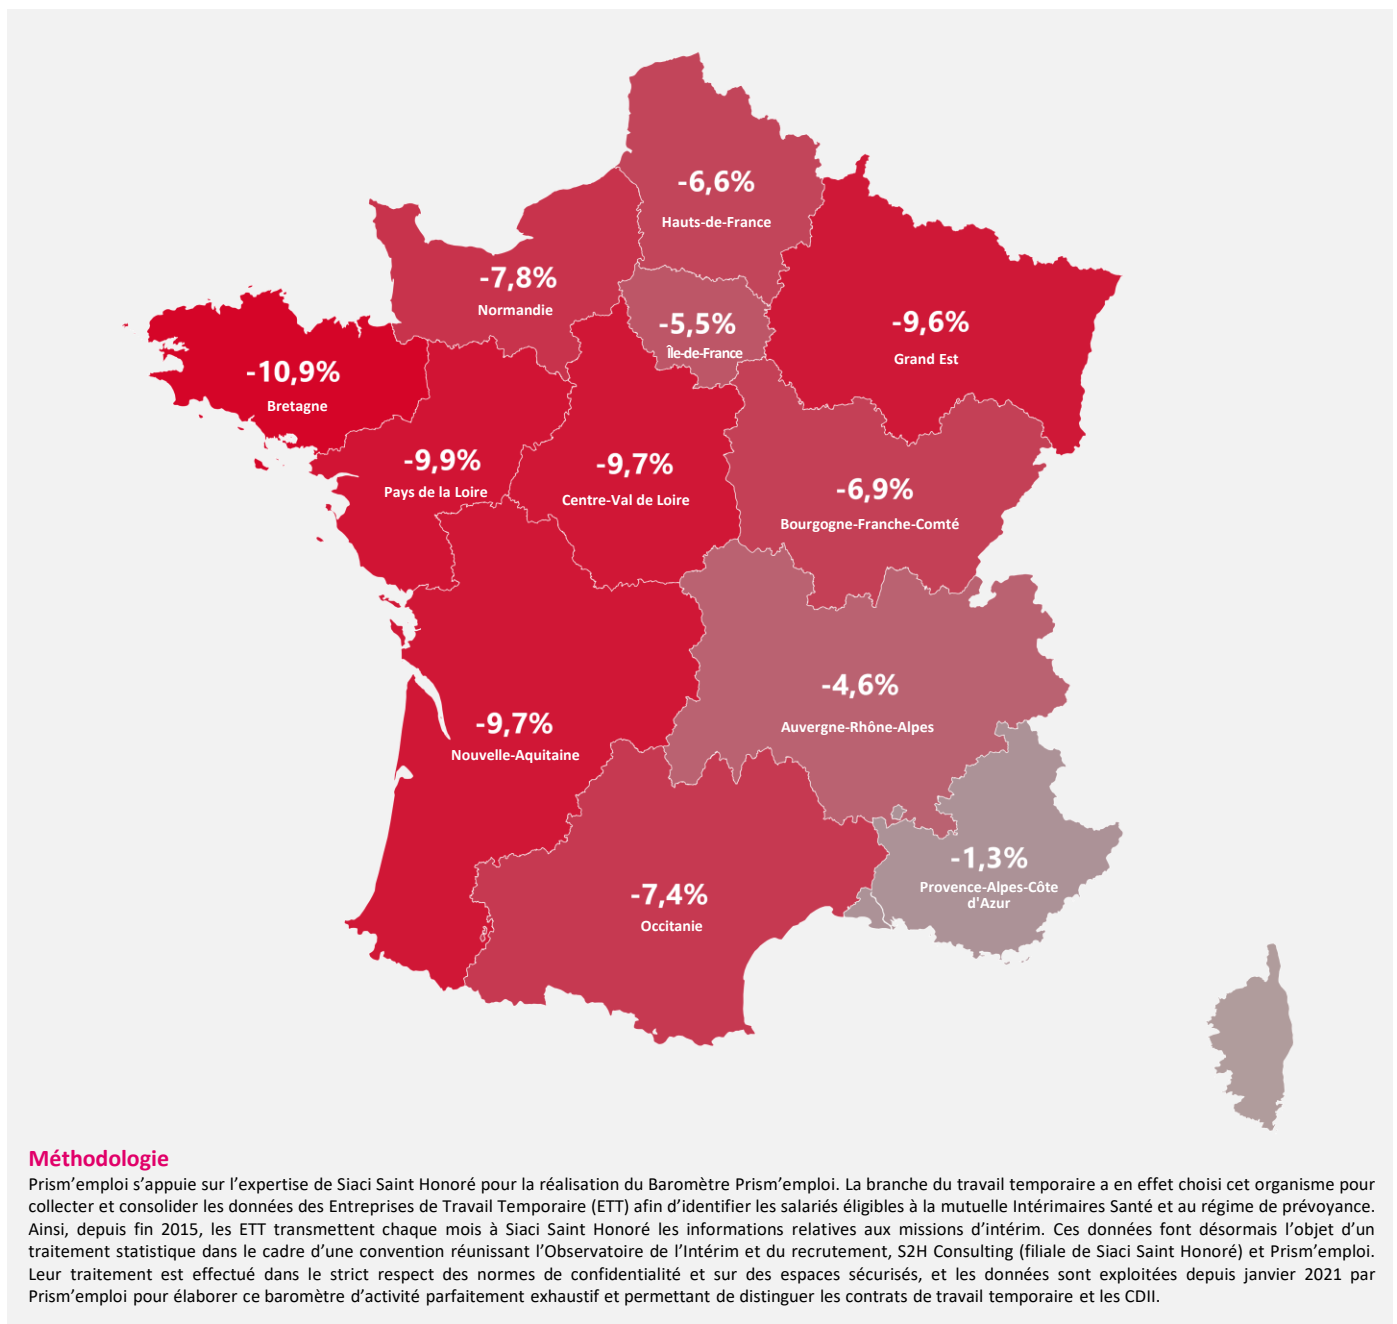 -6,6%
Hauts-de-France
-7,8%
Normandie
-5,5%
Île-de-France
-9,6%
Grand Est
-10,9%
Bretagne
-9,9%
Pays de la Loire
-9,7%
Centre-Val de Loire
-6,9%
Bourgogne-Franche-Comté
-4,6%
Auvergne-Rhône-Alpes
-9,7%
Nouvelle-Aquitaine
-1,3%
Provence-Alpes-Côte
d'Azur
-7,4%
Occitanie
Méthodologie
Prism’emploi s’appuie sur l’expertise de Siaci Saint Honoré pour la réalisation du Baromètre Prism’emploi. La branche du travail temporaire a en effet choisi cet organisme pour
collecter et consolider les données des Entreprises de Travail Temporaire (ETT) afin d’identifier les salariés éligibles à la mutuelle Intérimaires Santé et au régime de prévoyance.
Ainsi, depuis fin 2015, les ETT transmettent chaque mois à Siaci Saint Honoré les informations relatives aux missions d’intérim. Ces données font désormais l’objet d’un
traitement statistique dans le cadre d’une convention réunissant l’Observatoire de l’Intérim et du recrutement, S2H Consulting (filiale de Siaci Saint Honoré) et Prism’emploi.
Leur traitement est effectué dans le strict respect des normes de confidentialité et sur des espaces sécurisés, et les données sont exploitées depuis janvier 2021 par
Prism’emploi pour élaborer ce baromètre d’activité parfaitement exhaustif et permettant de distinguer les contrats de travail temporaire et les CDII.